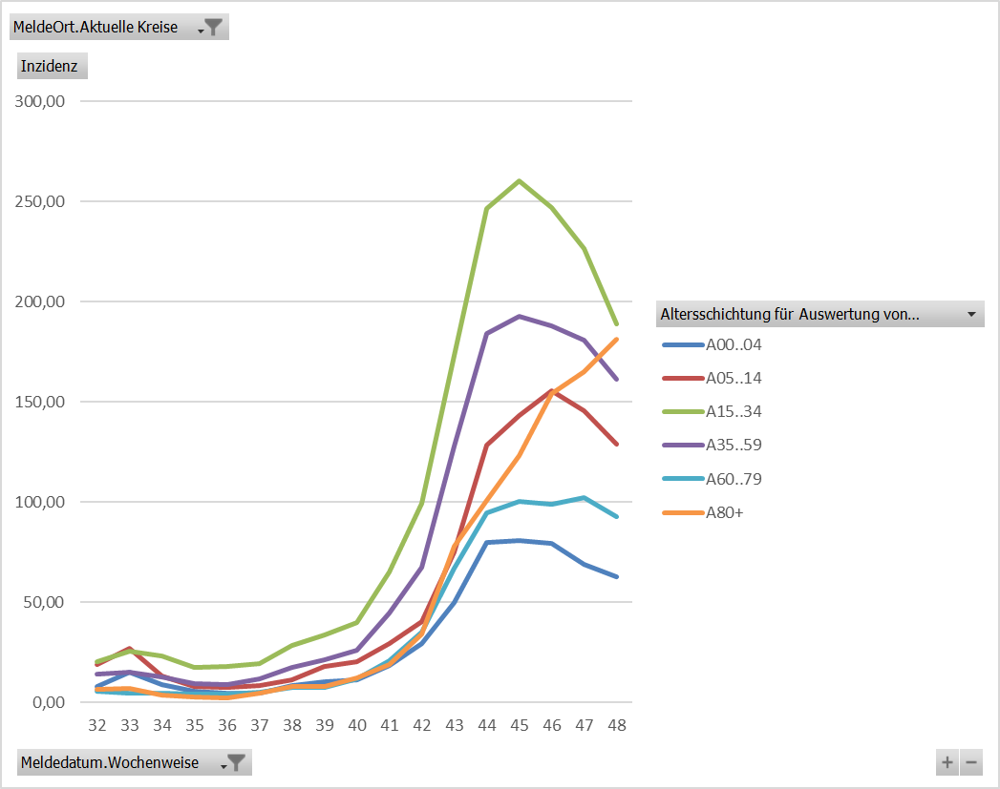 MeldeOrt.Aktuelle Kreise
Inzidenz
300,00
250,00
200,00
150,00
100,00
50,00
0,00
32 33 34 35 36 37 38 39 40 41 42 43 44 45 46 47 48
Altersschichtung für Auswertung von...
A00..04
A05..14
A15..34
A35..59
A60..79
A80+
Meldedatum.Wochenweise
+ −